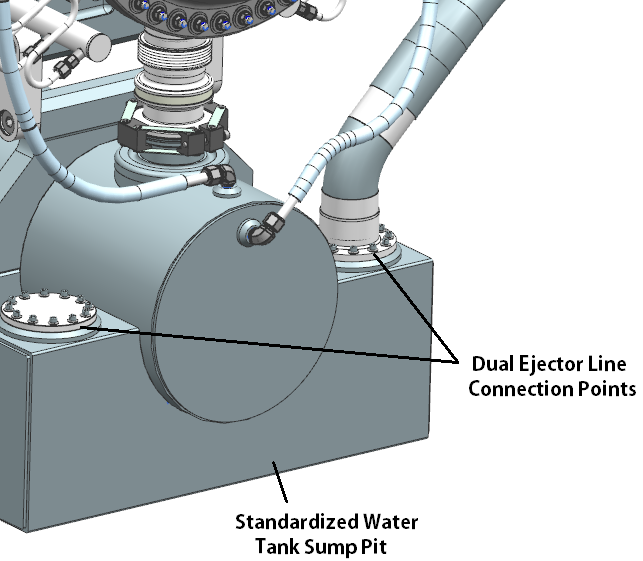 Dual Ejector Line
Connection Points
Standardized Water
Tank Sump Pit